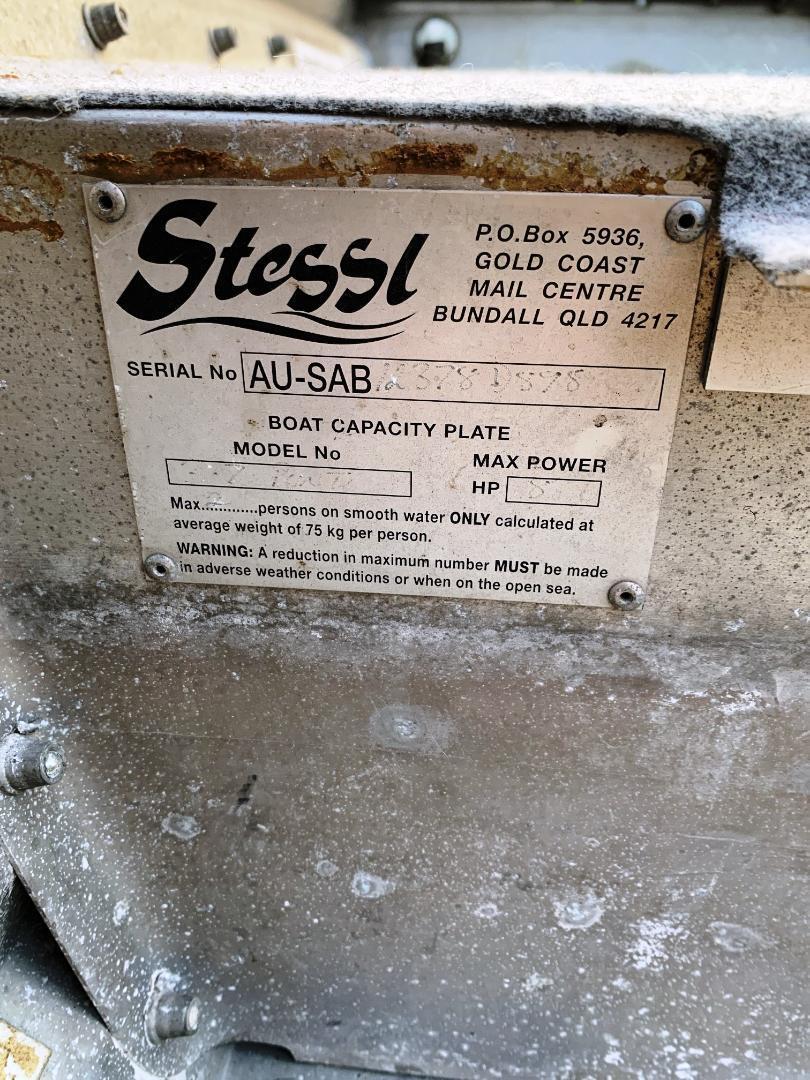 Stessl
P.O.Box 5936,
GOLD COAST
MAIL CENTRE
BUNDALL QLD 4217
SERIAL No AU-SAB
BOAT CAPACITY PLATE
MODEL No
MAX POWER
HP
Max.............persons on smooth water ONLY calculated at
average weight of 75 kg per person.
WARNING: A reduction in maximum number MUST be made
in adverse weather conditions or when on the open sea.